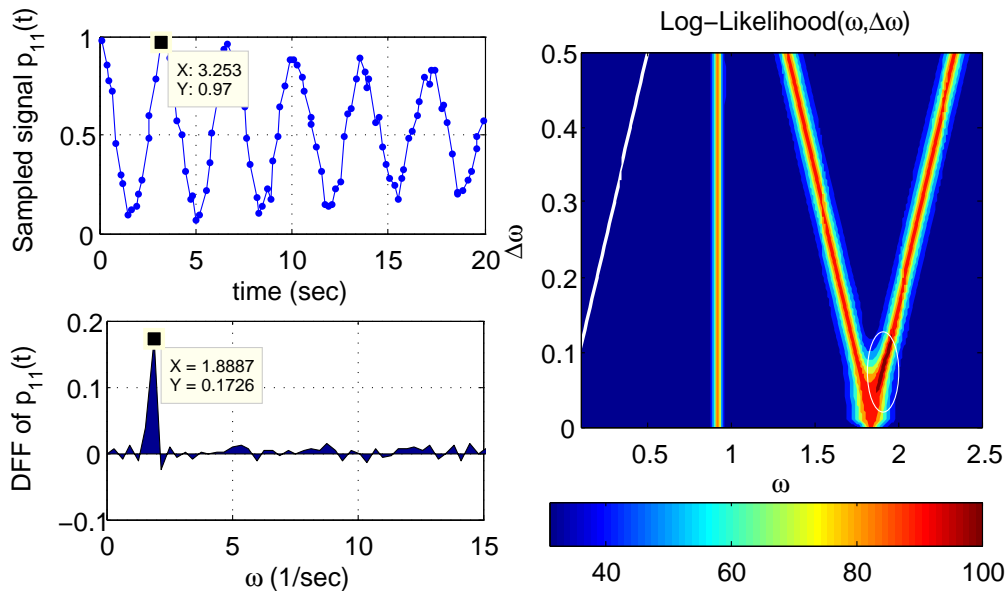 Sampled signal p11(t)
1
0.5
0
X: 3.253
Y: 0.97
0
5
10
15
20
time (sec)
DFF of p11(t)
0.2
0.1
0
−0.1
X = 1.8887
Y = 0.1726
0
5
10
15
ω (1/sec)
Log−Likelihood(ω,Δω)
Δω
0.5
0.4
0.3
0.2
0.1
0
0.5
1
1.5
2
2.5
ω
40
60
80
100